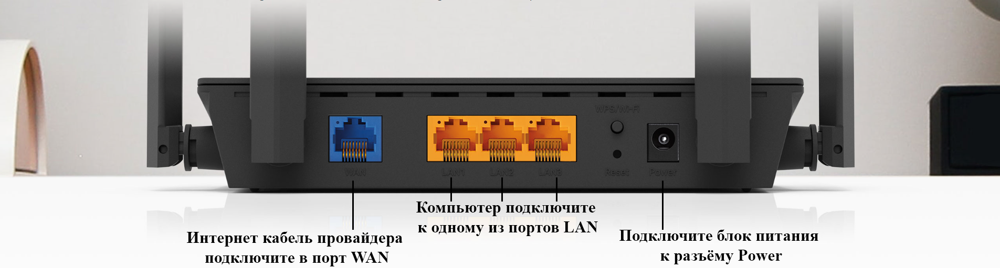 WPS/Wi-Fi
WAN
LAN1
LAN2
LAN3
Reset
Power
Компьютер подключите
к одному из портов LAN
Интернет кабель провайдера
подключите в порт WAN
Подключите блок питания
к разъёму Power